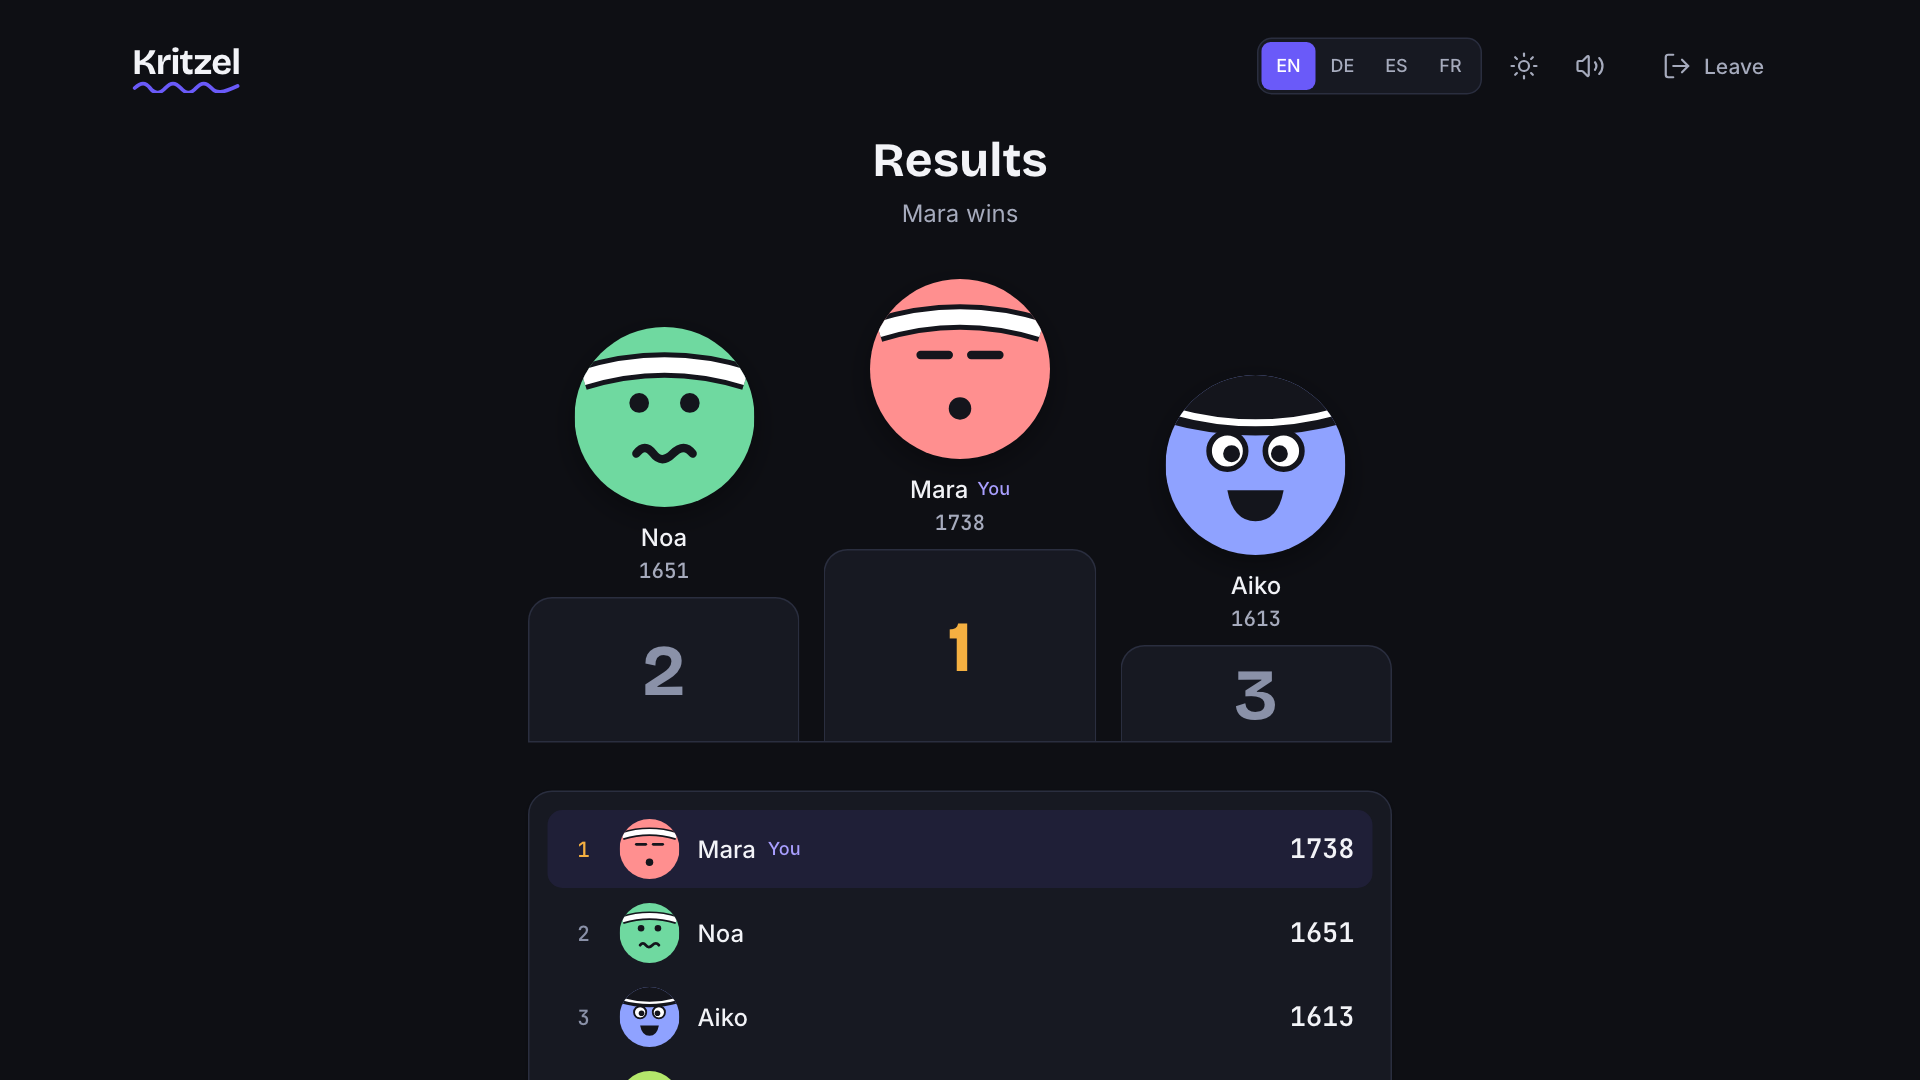 Kritzel
EN DE ES FR Leave
Results
Mara wins
Noa
1651
Mara You
1738
Aiko
1613
2
1
3
1 Mara You 1738
2 Noa 1651
3 Aiko 1613